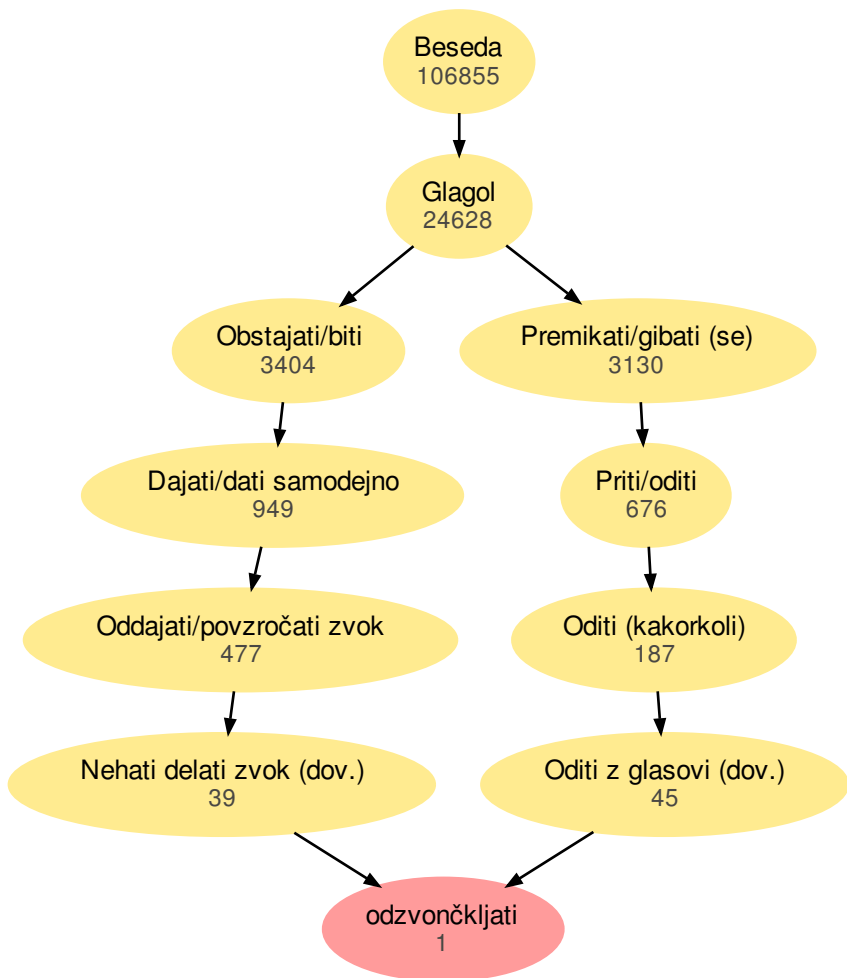 Beseda
106855
Glagol
24628
Obstajati/biti
3404
Premikati/gibati (se)
3130
Dajati/dati samodejno
949
Priti/oditi
676
Oddajati/povzročati zvok
477
Oditi (kakorkoli)
187
Nehati delati zvok (dov.)
39
Oditi z glasovi (dov.)
45
odzvončkljati
1